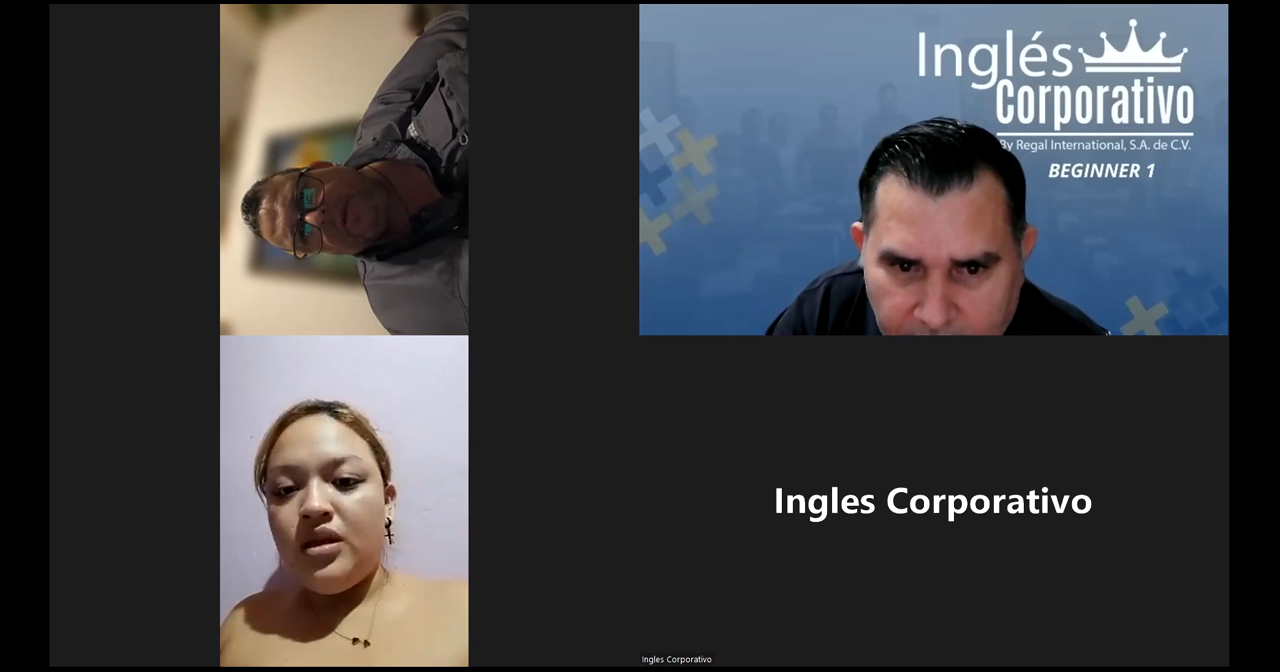 Inglés
Corporativo
By Regal International, S.A. de C.V.
BEGINNER 1
Ingles Corporativo
Ingles Corporativo